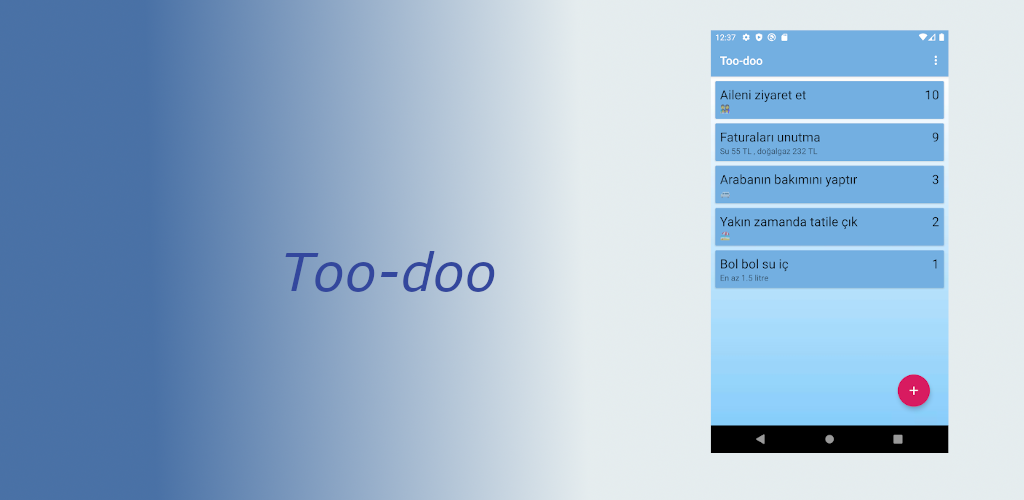 Too-doo
12:37
Too-doo
Aileni ziyaret et 10
Faturaları unutma 9
Su 55 TL , doğalgaz 232 TL
Arabanın bakımını yaptır 3
Yakın zamanda tatile çık 2
Bol bol su iç 1
En az 1.5 litre